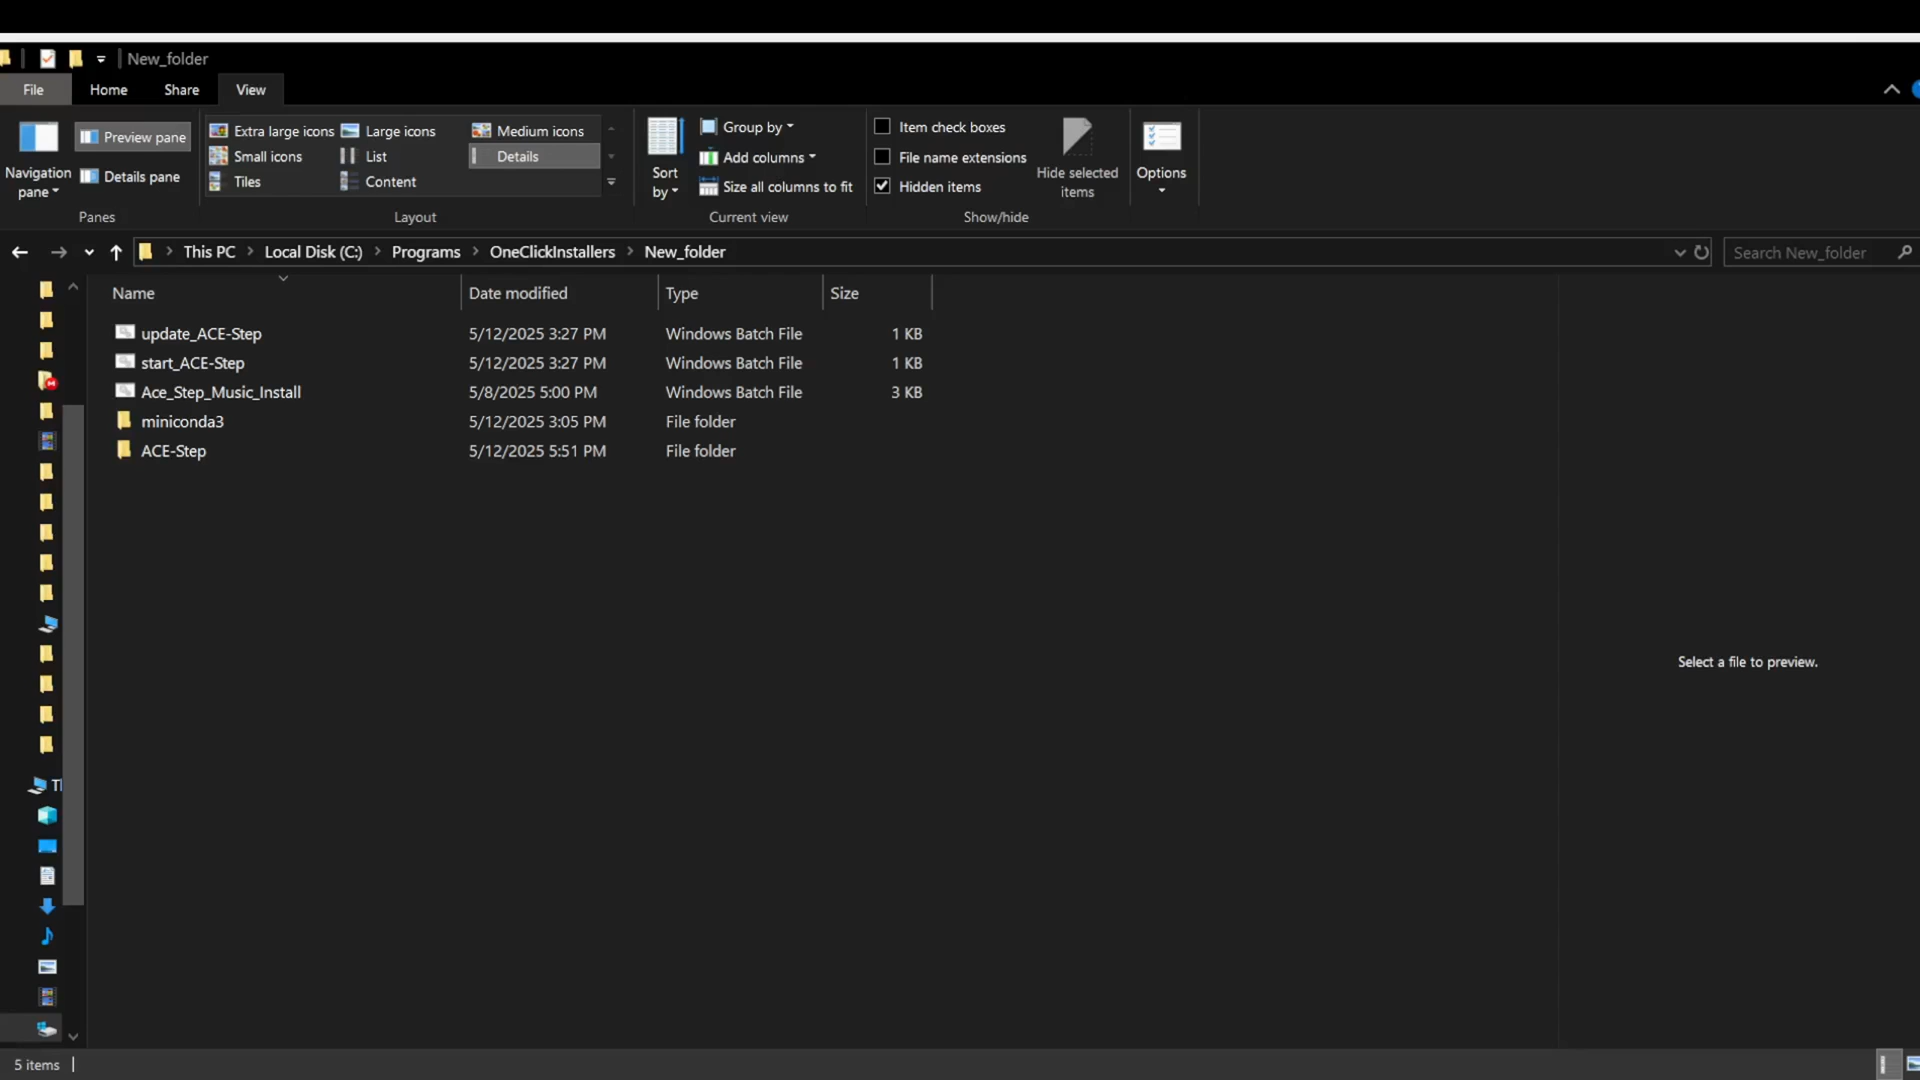 New_folder
File Home Share View
Navigation pane
Preview pane
Details pane
Panes
Extra large icons Large icons Medium icons
Small icons List Details
Tiles Content
Layout
Sort by
Group by
Add columns
Size all columns to fit
Current view
Item check boxes
File name extensions
Hidden items
Hide selected items
Show/hide
Options
This PC Local Disk (C:) Programs OneClickInstallers New_folder
Search New_folder
Name Date modified Type Size
update_ACE-Step 5/12/2025 3:27 PM Windows Batch File 1 KB
start_ACE-Step 5/12/2025 3:27 PM Windows Batch File 1 KB
Ace_Step_Music_Install 5/8/2025 5:00 PM Windows Batch File 3 KB
miniconda3 5/12/2025 3:05 PM File folder
ACE-Step 5/12/2025 5:51 PM File folder
Select a file to preview.
5 items